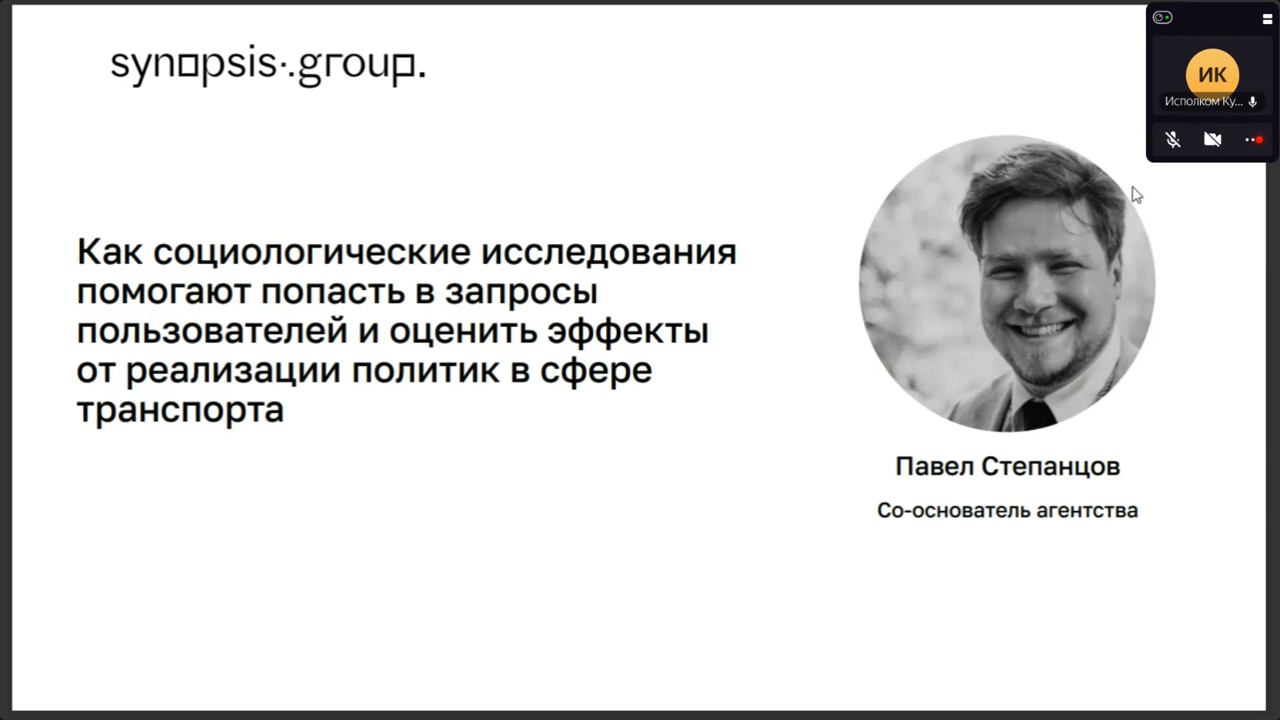 synopsis.group.
ИК
Исполком Ку...
Как социологические исследования
помогают попасть в запросы
пользователей и оценить эффекты
от реализации политик в сфере
транспорта
Павел Степанцов
Со-основатель агентства